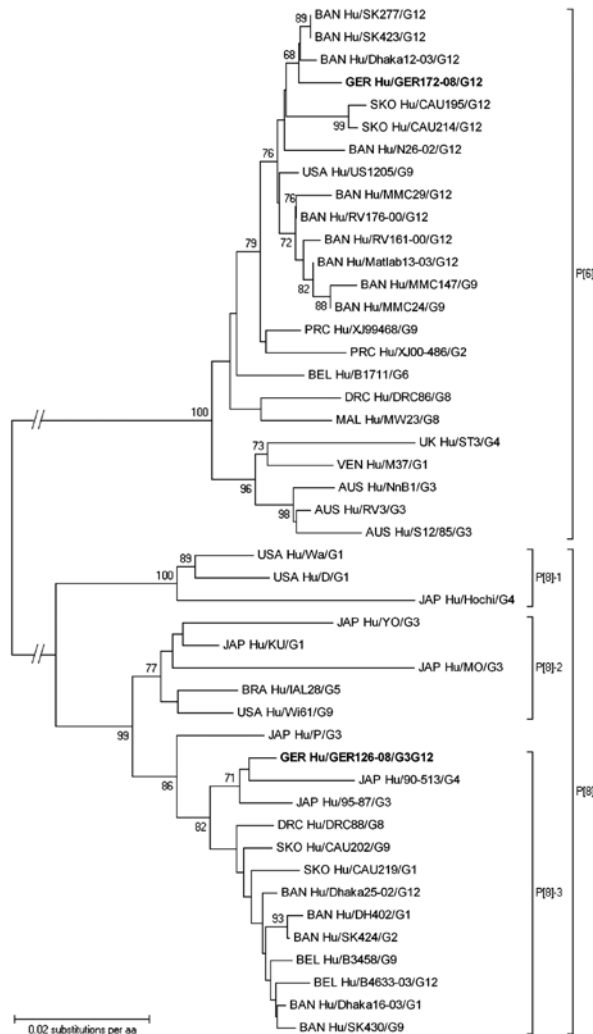 89 BAN Hu/SK277/G12
BAN Hu/SK423/G12
68 BAN Hu/Dhaka12-03/G12
GER Hu/GER172-08/G12
SKO Hu/CAU195/G12
99 SKO Hu/CAU214/G12
76 BAN Hu/N26-02/G12
USA Hu/US1205/G9
76 BAN Hu/MMC29/G12
BAN Hu/RV176-00/G12
79 72 BAN Hu/RV161-00/G12
BAN Hu/Matlab13-03/G12
P[6]
82 BAN Hu/MMC147/G9
88 BAN Hu/MMC24/G9
PRC Hu/XJ99468/G9
PRC Hu/XJ00-486/G2
BEL Hu/B1711/G6
DRC Hu/DRC86/G8
100 MAL Hu/MW23/G8
73 UK Hu/ST3/G4
VEN Hu/M37/G1
96 AUS Hu/NnB1/G3
98 AUS Hu/RV3/G3
AUS Hu/S12/85/G3
89 USA Hu/Wa/G1
100 USA Hu/D/G1 P[8]-1
JAP Hu/Hochi/G4
JAP Hu/YO/G3
JAP Hu/KU/G1
77 JAP Hu/MO/G3 P[8]-2
BRA Hu/IAL28/G5
USA Hu/Wi61/G9
99 JAP Hu/P/G3
GER Hu/GER126-08/G3G12
86 71 JAP Hu/90-513/G4
P[8]
JAP Hu/95-87/G3
82 DRC Hu/DRC88/G8
SKO Hu/CAU202/G9
SKO Hu/CAU219/G1
BAN Hu/Dhaka25-02/G12 P[8]-3
93 BAN Hu/DH402/G1
BAN Hu/SK424/G2
BEL Hu/B3458/G9
BEL Hu/B4633-03/G12
BAN Hu/Dhaka16-03/G1
BAN Hu/SK430/G9
0.02 substitutions per aa